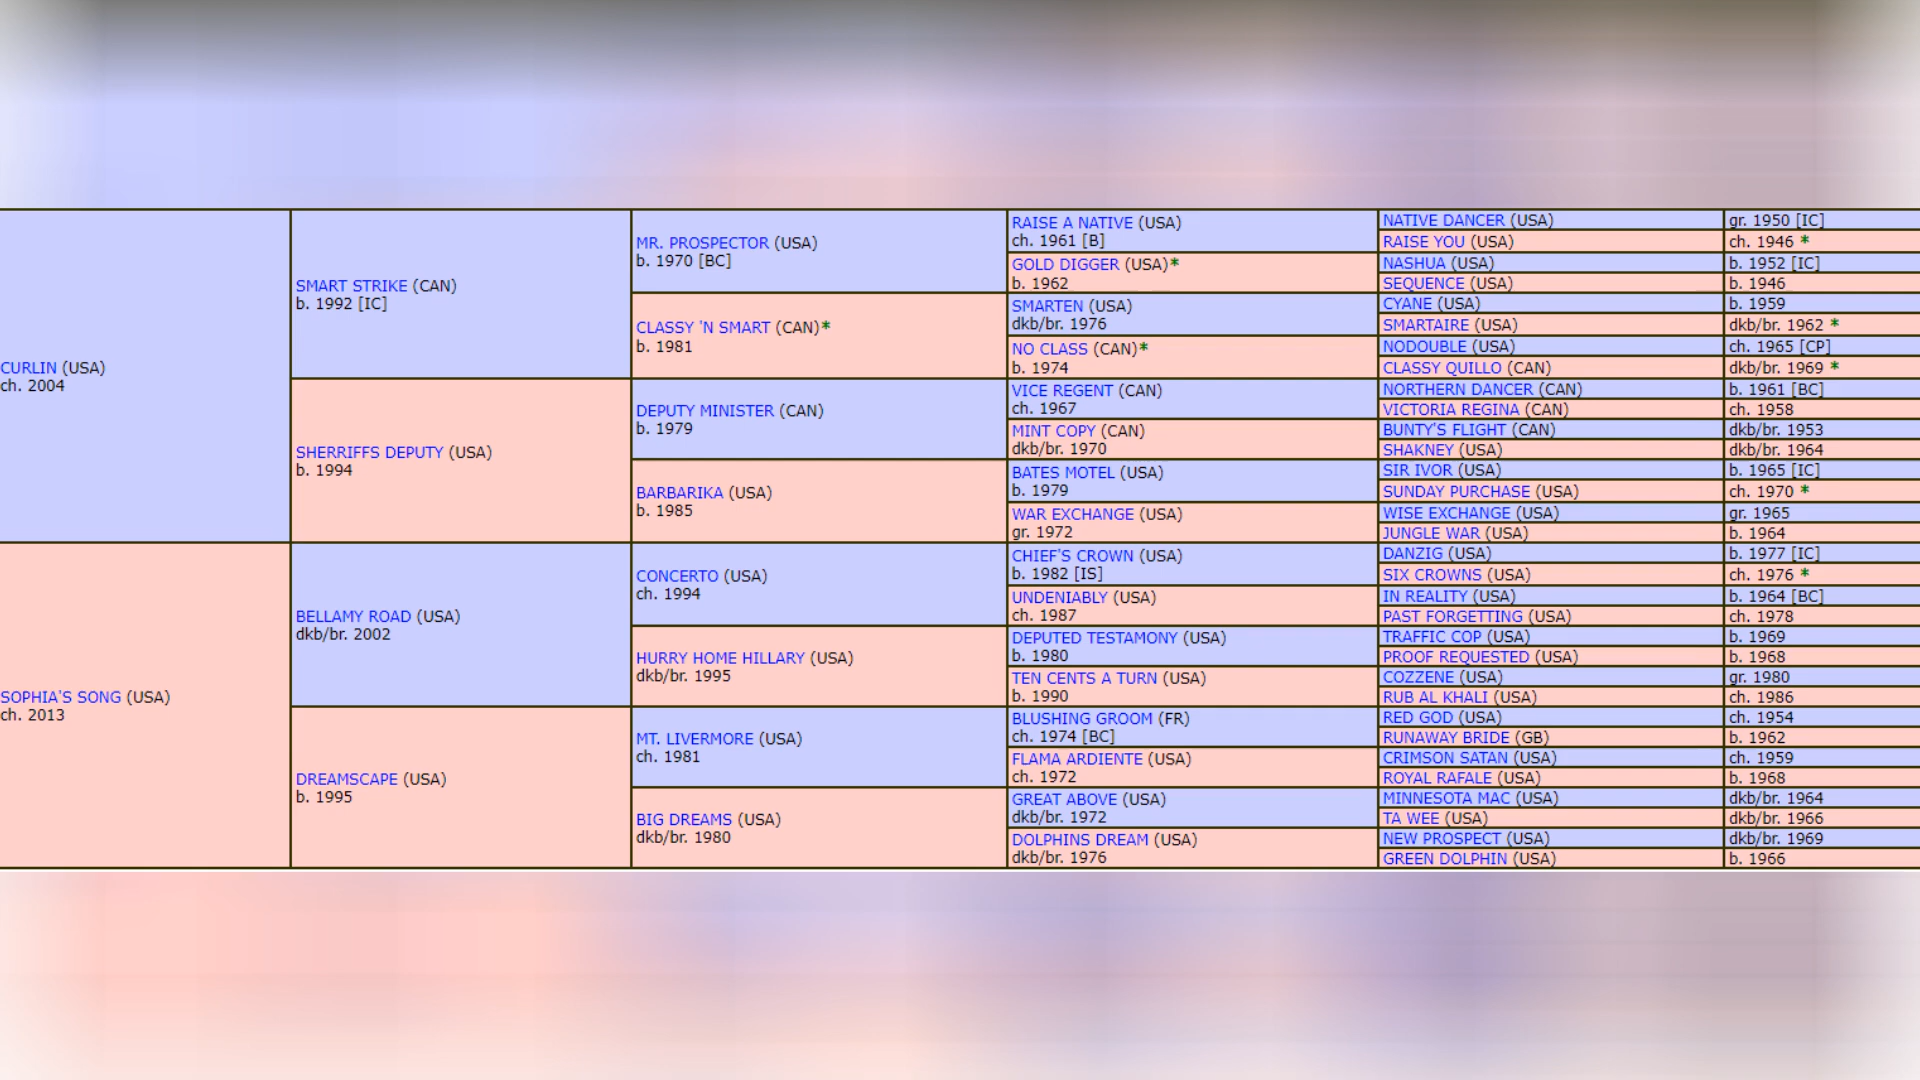 CURLIN (USA)
ch. 2004
SOPHIA'S SONG (USA)
ch. 2013
SMART STRIKE (CAN)
b. 1992 [IC]
SHERRIFFS DEPUTY (USA)
b. 1994
BELLAMY ROAD (USA)
dkb/br. 2002
DREAMSCAPE (USA)
b. 1995
MR. PROSPECTOR (USA)
b. 1970 [BC]
CLASSY 'N SMART (CAN)*
b. 1981
DEPUTY MINISTER (CAN)
b. 1979
BARBARIKA (USA)
b. 1985
CONCERTO (USA)
ch. 1994
HURRY HOME HILLARY (USA)
dkb/br. 1995
MT. LIVERMORE (USA)
ch. 1981
BIG DREAMS (USA)
dkb/br. 1980
RAISE A NATIVE (USA)
ch. 1961 [B]
GOLD DIGGER (USA)*
b. 1962
SMARTEN (USA)
dkb/br. 1976
NO CLASS (CAN)*
b. 1974
VICE REGENT (CAN)
ch. 1967
MINT COPY (CAN)
dkb/br. 1970
BATES MOTEL (USA)
b. 1979
WAR EXCHANGE (USA)
gr. 1972
CHIEF'S CROWN (USA)
b. 1982 [IS]
UNDENIABLY (USA)
ch. 1987
DEPUTED TESTAMONY (USA)
b. 1980
TEN CENTS A TURN (USA)
b. 1990
BLUSHING GROOM (FR)
ch. 1974 [BC]
FLAMA ARDIENTE (USA)
ch. 1972
GREAT ABOVE (USA)
dkb/br. 1972
DOLPHINS DREAM (USA)
dkb/br. 1976
NATIVE DANCER (USA) gr. 1950 [IC]
RAISE YOU (USA) ch. 1946 *
NASHUA (USA) b. 1952 [IC]
SEQUENCE (USA) b. 1946
CYANE (USA) b. 1959
SMARTAIRE (USA) dkb/br. 1962 *
NODOUBLE (USA) ch. 1965 [CP]
CLASSY QUILLO (CAN) dkb/br. 1969 *
NORTHERN DANCER (CAN) b. 1961 [BC]
VICTORIA REGINA (CAN) ch. 1958
BUNTY'S FLIGHT (CAN) dkb/br. 1953
SHAKNEY (USA) dkb/br. 1964
SIR IVOR (USA) b. 1965 [IC]
SUNDAY PURCHASE (USA) ch. 1970 *
WISE EXCHANGE (USA) gr. 1965
JUNGLE WAR (USA) b. 1964
DANZIG (USA) b. 1977 [IC]
SIX CROWNS (USA) ch. 1976 *
IN REALITY (USA) b. 1964 [BC]
PAST FORGETTING (USA) ch. 1978
TRAFFIC COP (USA) b. 1969
PROOF REQUESTED (USA) b. 1968
COZZENE (USA) gr. 1980
RUB AL KHALI (USA) ch. 1986
RED GOD (USA) ch. 1954
RUNAWAY BRIDE (GB) b. 1962
CRIMSON SATAN (USA) ch. 1959
ROYAL RAFALE (USA) b. 1968
MINNESOTA MAC (USA) dkb/br. 1964
TA WEE (USA) dkb/br. 1966
NEW PROSPECT (USA) dkb/br. 1969
GREEN DOLPHIN (USA) b. 1966